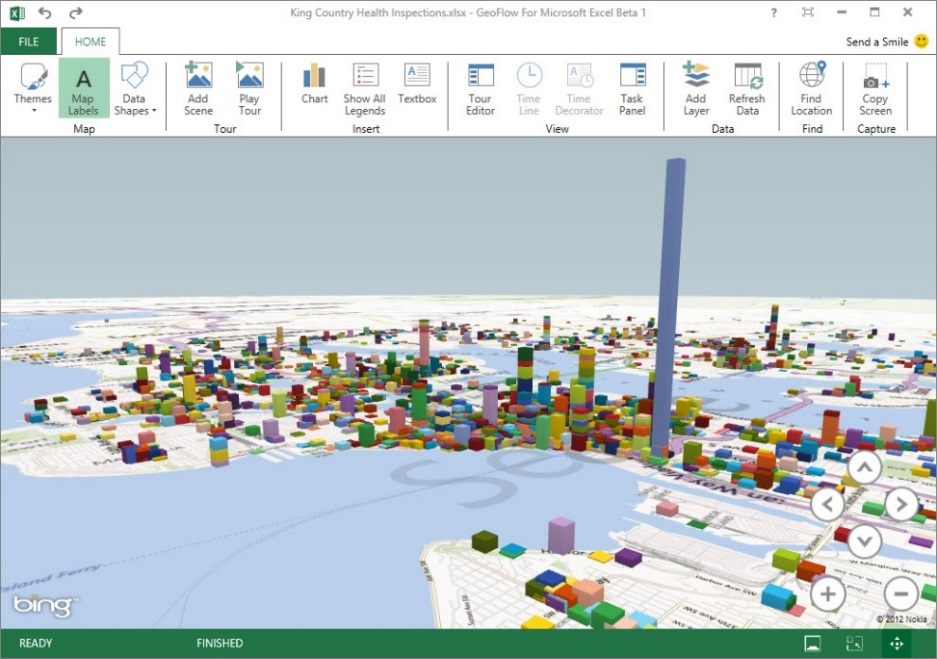 King Country Health Inspections.xlsx - GeoFlow For Microsoft Excel Beta 1
?
FILE HOME Send a Smile
Themes
A Map Labels
Data Shapes
Add Scene
Play Tour
Chart
Show All Legends
Textbox
Tour Editor
Time Line
Time Decorator
Task Panel
Add Layer
Refresh Data
Find Location
Copy Screen
Map Tour Insert View Data Find Capture
Island Ferry
bing
© 2012 Nokia
READY FINISHED